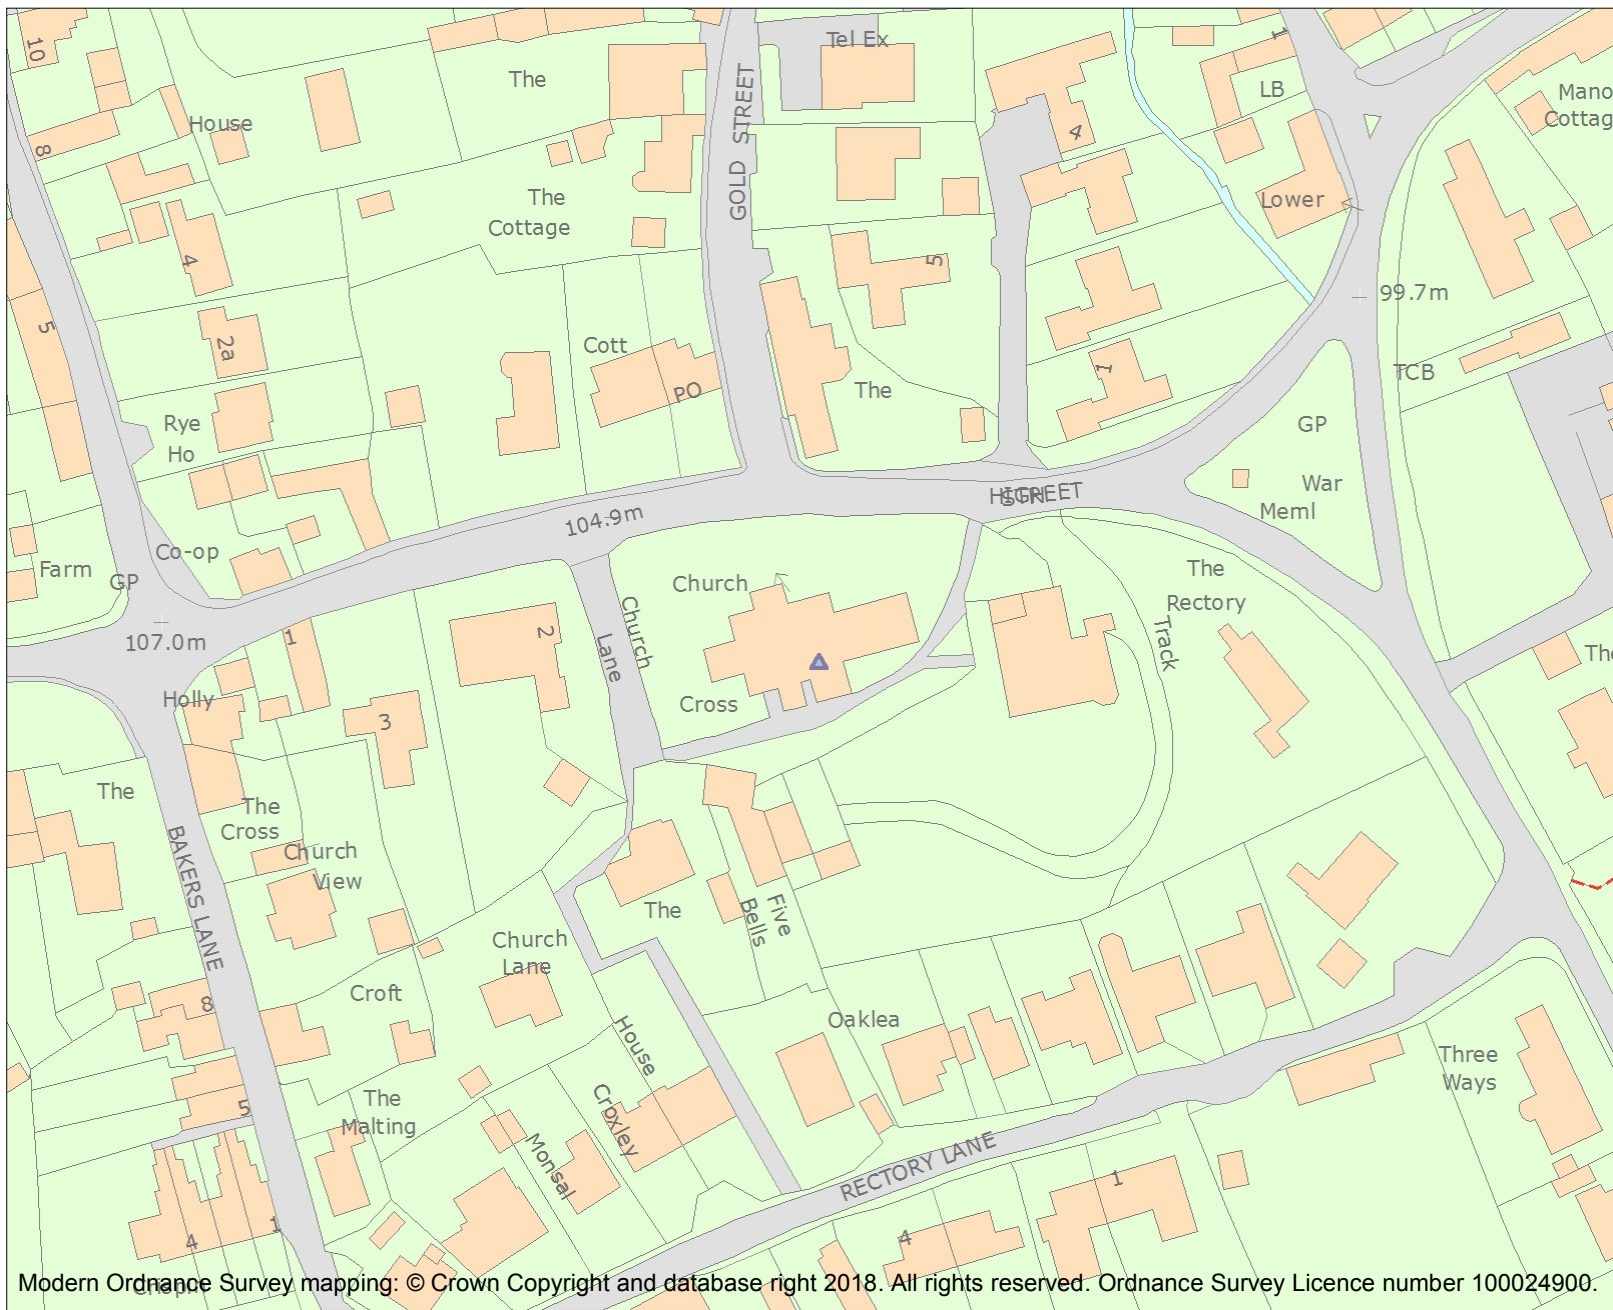 10
The
Tel Ex
1
LB
Mano
Cottag
House
4
8
GOLD STREET
The
Cottage
Lower
4
5
99.7m
5
2a
Cott
PO
The
1
TCB
Rye
Ho
GP
HIGH STREET
War
Meml
104.9m
Co-op
Farm
GP
Church
The
Rectory
107.0m
1
2
Church
Lane
Track
The
Holly
3
Cross
The
The
Cross
Church
View
BAKERS LANE
The
Five
Bells
Church
Lane
Croft
8
Oaklea
House
Three
Ways
The
Malting
5
Croxley
Monsal
RECTORY LANE
1
4
1
4
Modern Ordnance Survey mapping: © Crown Copyright and database right 2018. All rights reserved. Ordnance Survey Licence number 100024900.